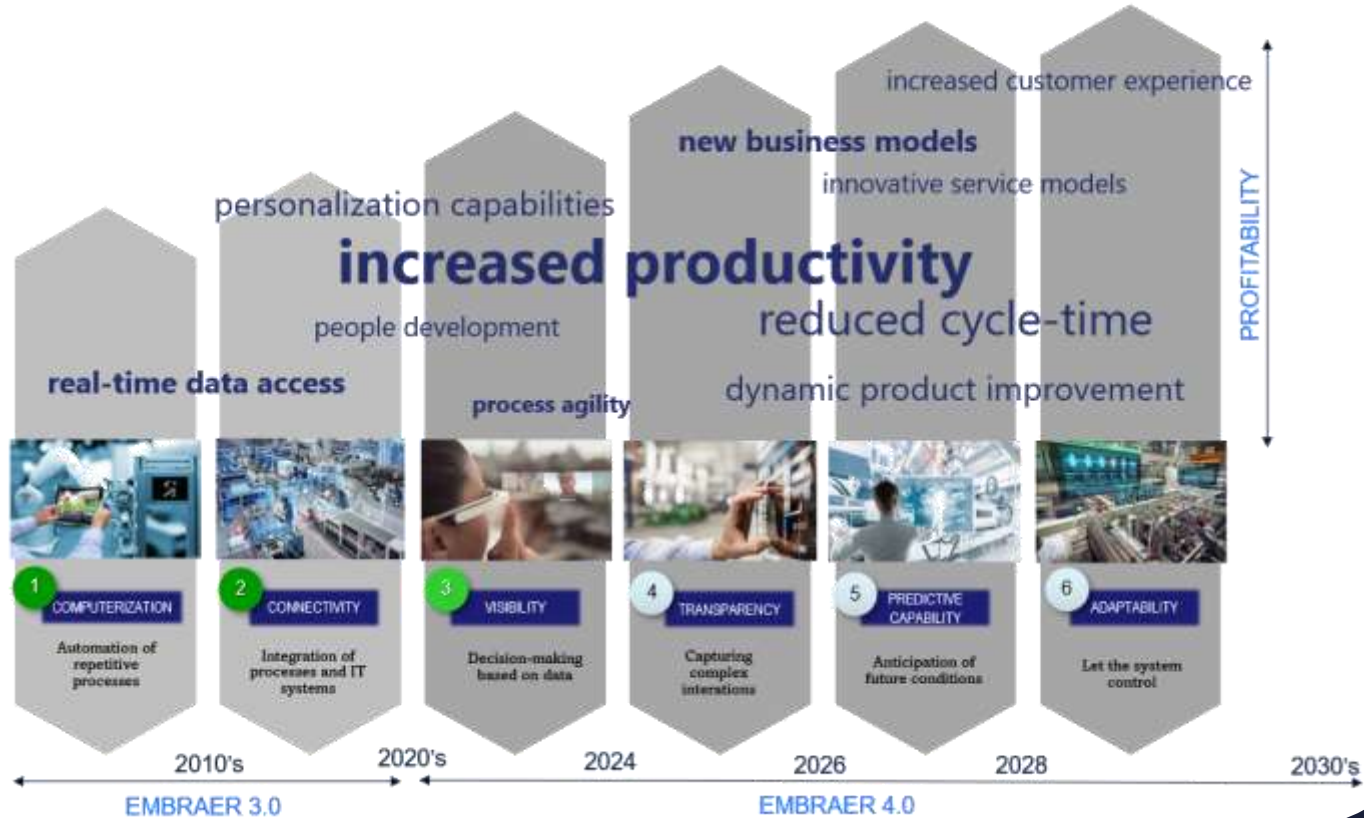 increased customer experience
new business models
innovative service models
personalization capabilities
increased productivity
reduced cycle-time
people development
real-time data access
dynamic product improvement
process agility
PROFITABILITY
1
COMPUTERIZATION
Automation of
repetitive
processes
2
CONNECTIVITY
Integration of
processes and IT
systems
3
VISIBILITY
Decision-making
based on data
4
TRANSPARENCY
Capturing
complex
interations
5
PREDICTIVE
CAPABILITY
Anticipation of
future conditions
6
ADAPTABILITY
Let the system
control
2010's
2020's
2024
2026
2028
2030's
EMBRAER 3.0
EMBRAER 4.0